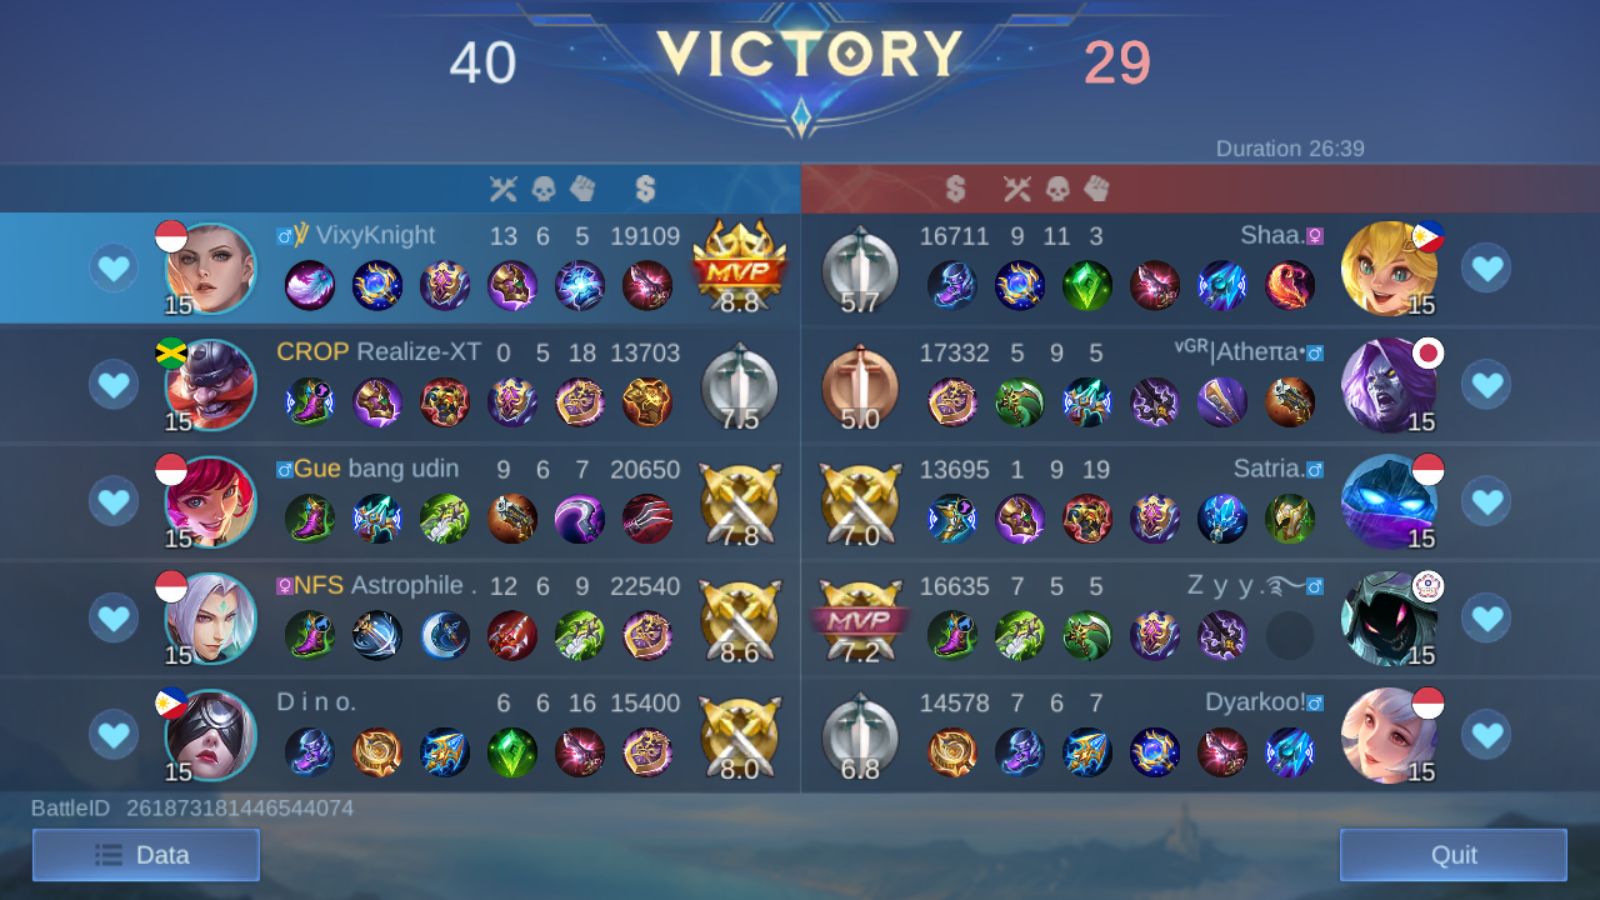 40 VICTORY 29
Duration 26:39
VixyKnight 13 6 5 19109 MVP 8.8 15
5.7 16711 9 11 3 Shaa. 15
CROP Realize-XT 0 5 18 13703 7.5 15
5.0 17332 5 9 5 ᵛᴳᴿ|Atheπa• 15
Gue bang udin 9 6 7 20650 7.8 15
7.0 13695 1 9 19 Satria. 15
NFS Astrophile . 12 6 9 22540 8.6 15
MVP 7.2 16635 7 5 5 Z y y . 15
D i n o. 6 6 16 15400 8.0 15
6.8 14578 7 6 7 Dyarkoo! 15
BattleID 261873181446544074
Data
Quit